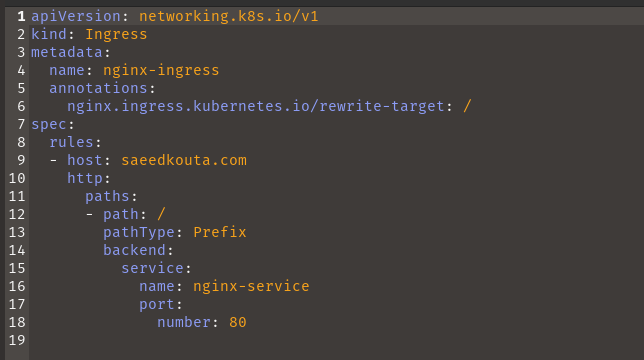 1 apiVersion: networking.k8s.io/v1
2 kind: Ingress
3 metadata:
4   name: nginx-ingress
5   annotations:
6     nginx.ingress.kubernetes.io/rewrite-target: /
7 spec:
8   rules:
9   - host: saeedkouta.com
10     http:
11       paths:
12       - path: /
13         pathType: Prefix
14         backend:
15           service:
16             name: nginx-service
17             port:
18               number: 80
19